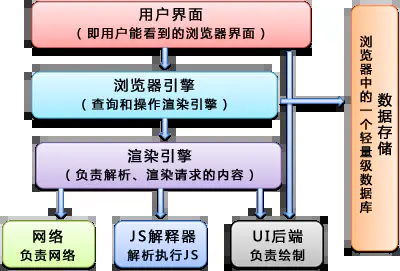 用户界面
（即用户能看到的浏览器界面）
浏览器引擎
（查询和操作渲染引擎）
渲染引擎
（负责解析、渲染请求的内容）
网络
负责网络
JS解释器
解析执行JS
UI后端
负责绘制
数据存储
浏览器中的一个轻量级数据库